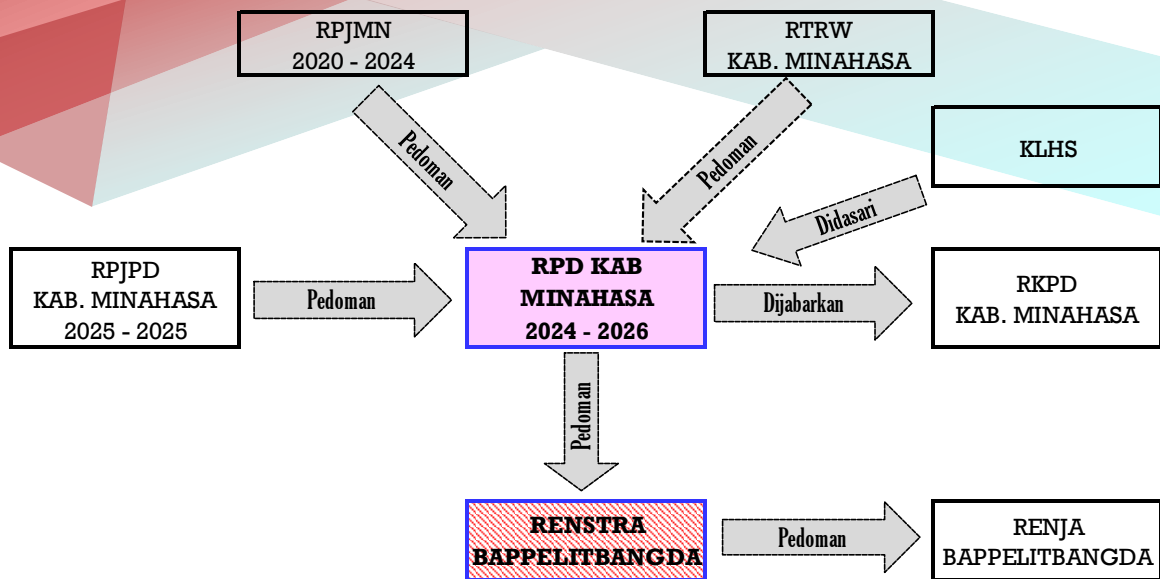 RPJMN
2020 - 2024
RTRW
KAB. MINAHASA
KLHS
Pedoman
Pedoman
Didasari
RPJPD
KAB. MINAHASA
2025 - 2025
Pedoman
RPD KAB
MINAHASA
2024 - 2026
Dijabarkan
RKPD
KAB. MINAHASA
Pedoman
RENSTRA
BAPPELITBANGDA
Pedoman
RENJA
BAPPELITBANGDA